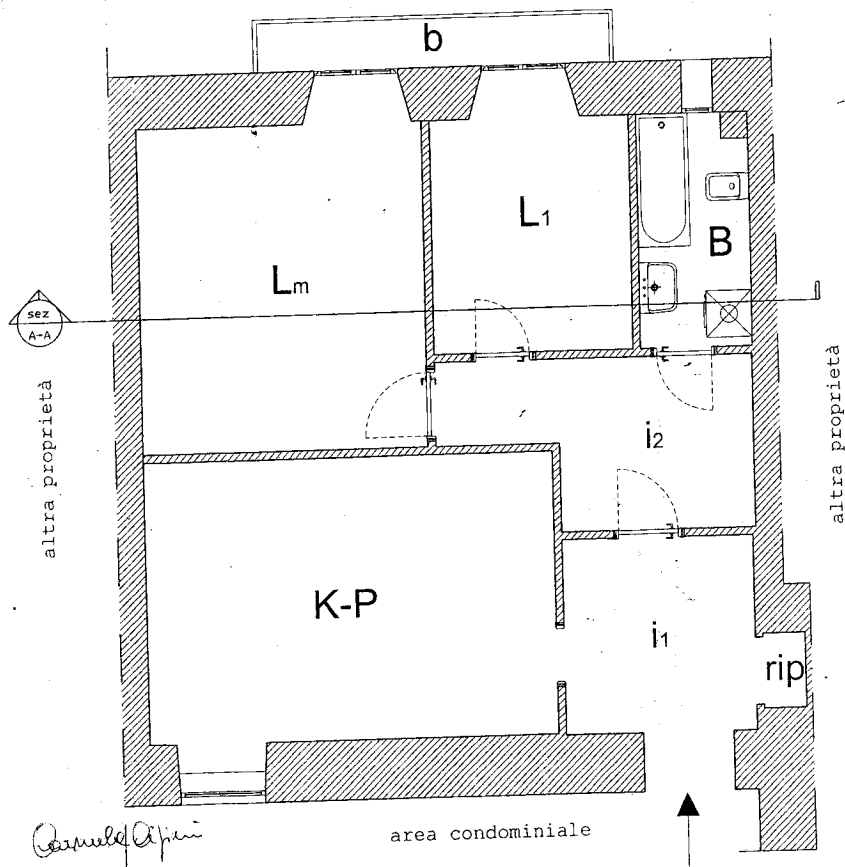 b
L1
B
Lm
sez
A-A
altra proprietà
altra proprietà
i2
K-P
i1
rip
area condominiale